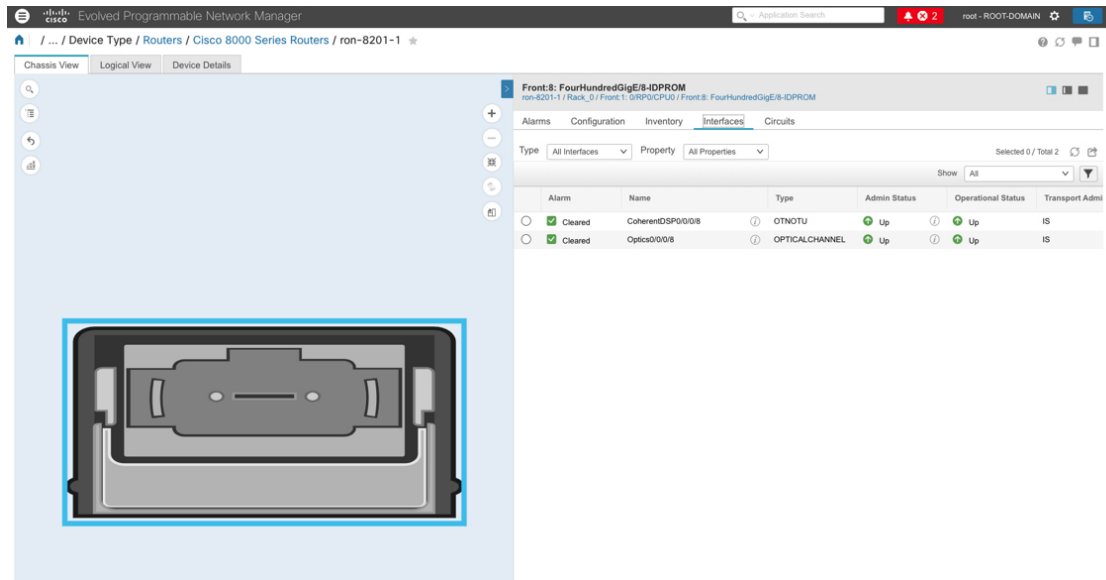 cisco Evolved Programmable Network Manager Application Search 2 root - ROOT-DOMAIN
/ ... / Device Type / Routers / Cisco 8000 Series Routers / ron-8201-1
Chassis View Logical View Device Details
Front:8: FourHundredGigE/8-IDPROM
ron-8201-1 / Rack_0 / Front:1: 0/RP0/CPU0 / Front:8: FourHundredGigE/8-IDPROM
Alarms Configuration Inventory Interfaces Circuits
Type All Interfaces Property All Properties Selected 0 / Total 2
Show All
Alarm Name Type Admin Status Operational Status Transport Admi
Cleared CoherentDSP0/0/0/8 OTNOTU Up Up IS
Cleared Optics0/0/0/8 OPTICALCHANNEL Up Up IS